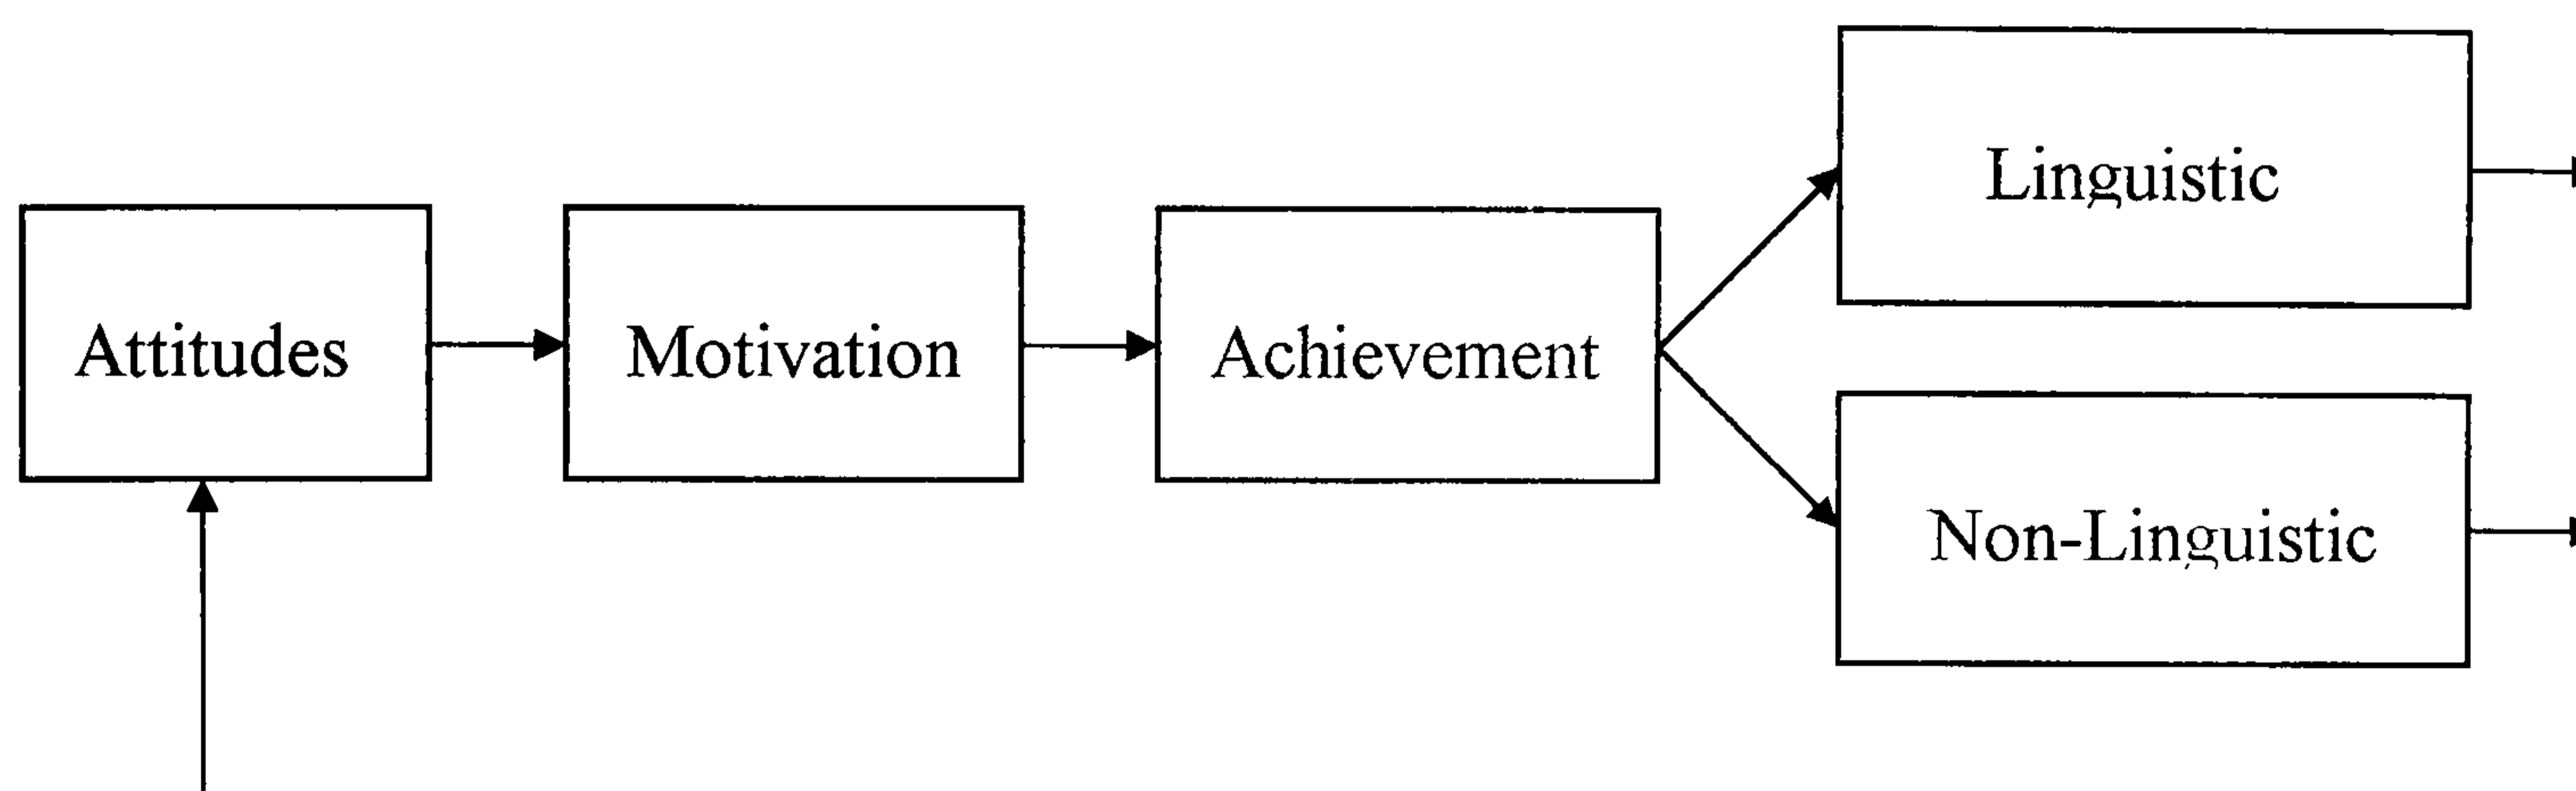 Linguistic
Attitudes
Motivation
Achievement
Non-Linguistic